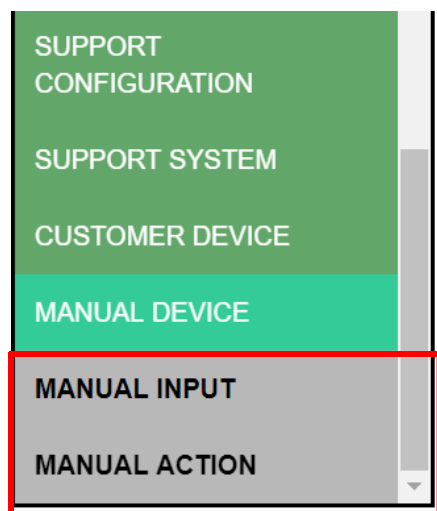 SUPPORT
CONFIGURATION
SUPPORT SYSTEM
CUSTOMER DEVICE
MANUAL DEVICE
MANUAL INPUT
MANUAL ACTION